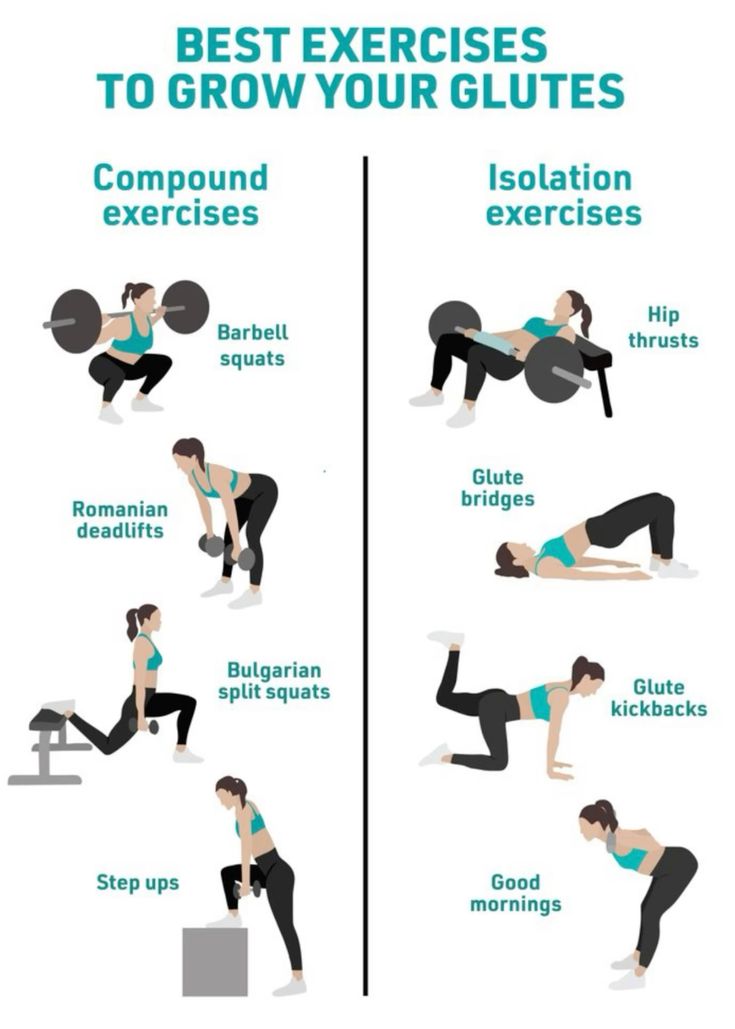 BEST EXERCISES
TO GROW YOUR GLUTES
Compound
exercises
Barbell
squats
Romanian
deadlifts
Bulgarian
split squats
Step ups
Isolation
exercises
Hip
thrusts
Glute
bridges
Glute
kickbacks
Good
mornings